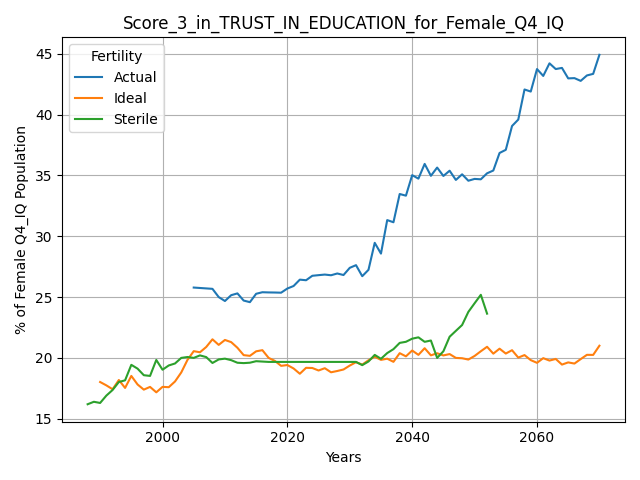 Score_3_in_TRUST_IN_EDUCATION_for_Female_Q4_IQ
Fertility
Actual
Ideal
Sterile
45
40
35
30
25
20
15
% of Female Q4_IQ Population
2000
2020
2040
2060
Years